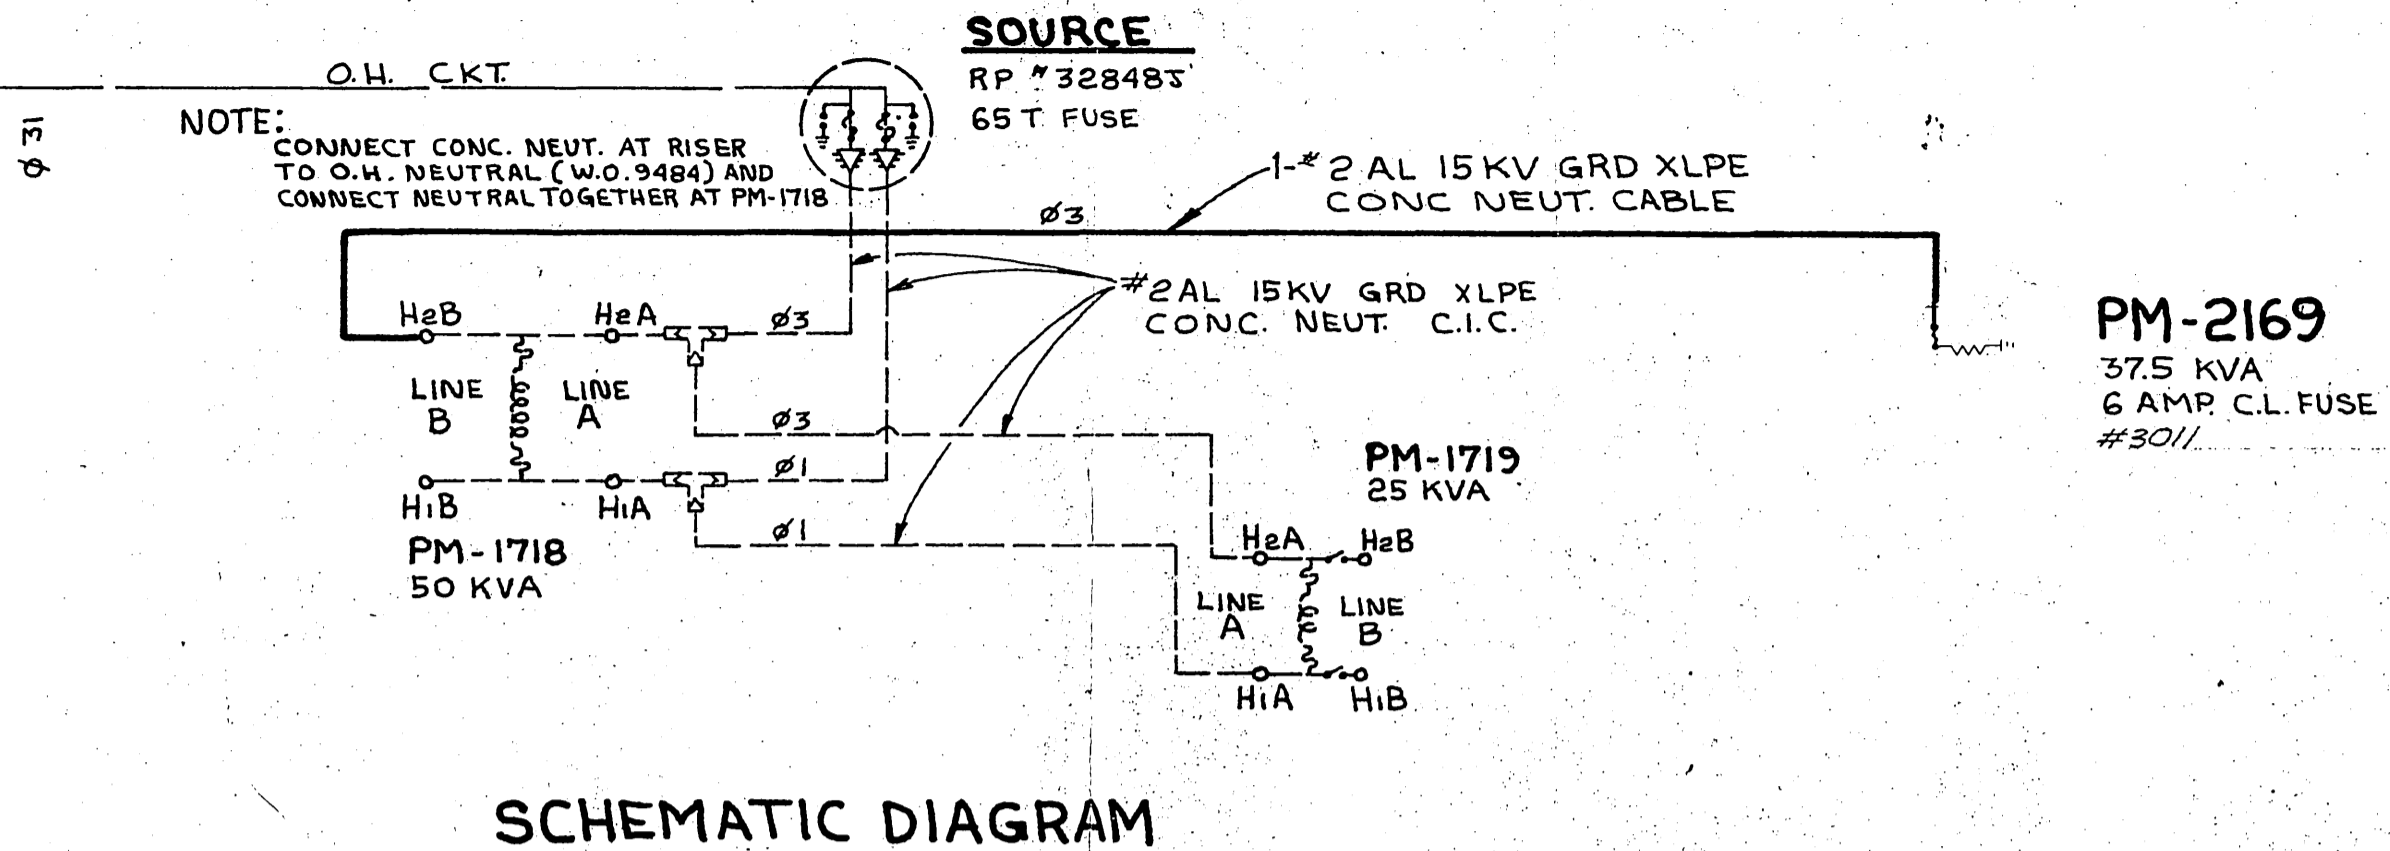 SOURCE
RP #32848J
65 T FUSE
O.H. CKT.
Ø 31
NOTE:
CONNECT CONC. NEUT. AT RISER
TO O.H. NEUTRAL (W.O. 9484) AND
CONNECT NEUTRAL TOGETHER AT PM-1718
1-#2 AL 15 KV GRD XLPE
CONC NEUT. CABLE
Ø3
#2 AL 15KV GRD XLPE
CONC. NEUT. C.I.C.
H2B
H2A
Ø3
LINE
B
LINE
A
Ø3
Ø1
H1B
H1A
Ø1
PM-1718
50 KVA
PM-1719
25 KVA
H2A
H2B
LINE
A
LINE
B
H1A
H1B
PM-2169
37.5 KVA
6 AMP. C.L. FUSE
#3011
SCHEMATIC DIAGRAM